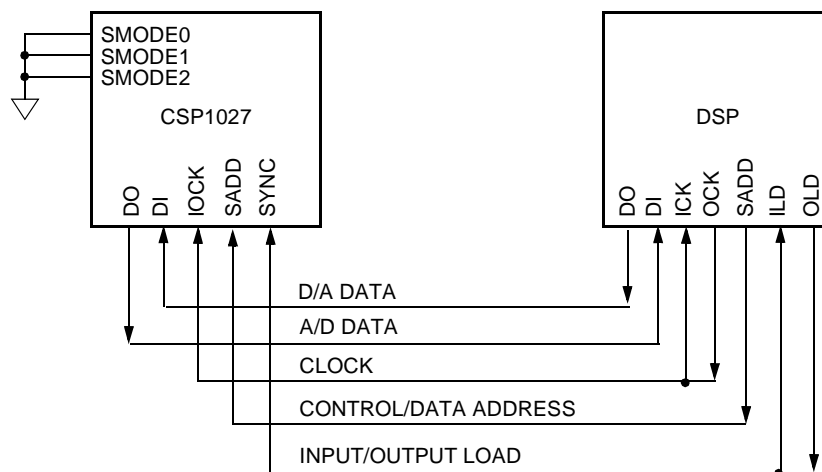 SMODE0
SMODE1
SMODE2
CSP1027
DSP
DO
DI
IOCK
SADD
SYNC
DO
DI
ICK
OCK
SADD
ILD
OLD
D/A DATA
A/D DATA
CLOCK
CONTROL/DATA ADDRESS
INPUT/OUTPUT LOAD